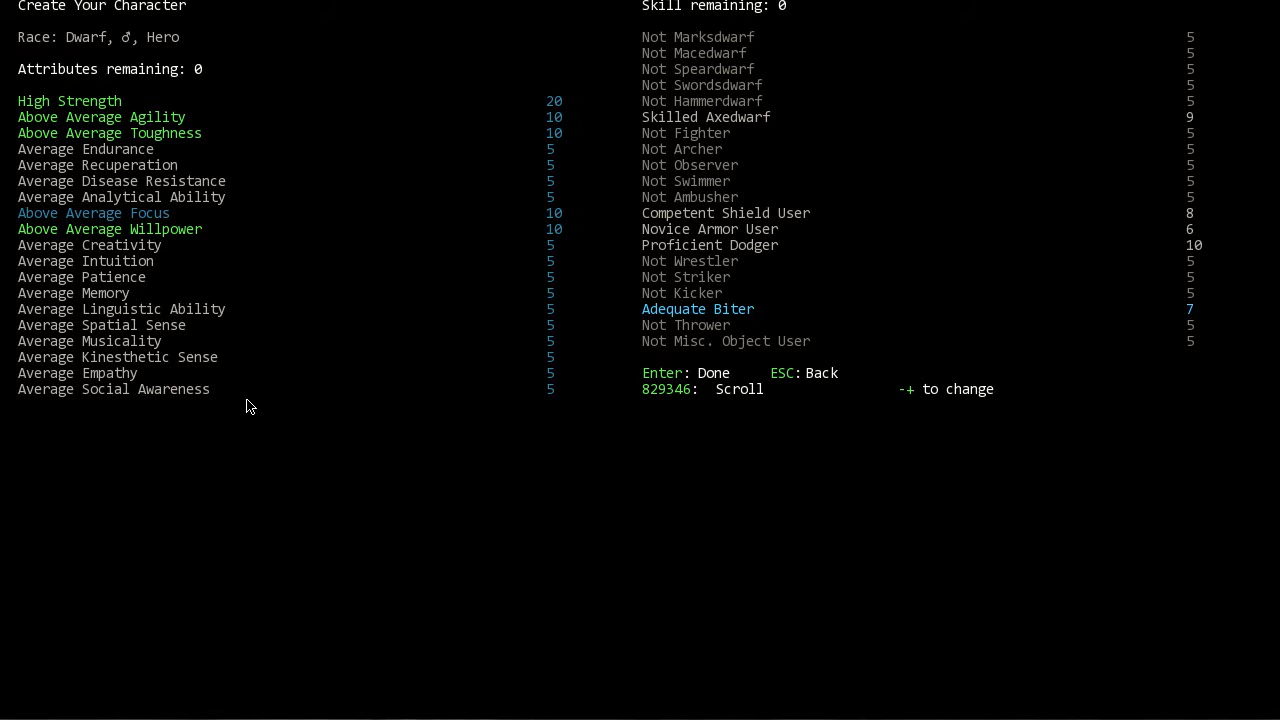 Create Your Character
Race: Dwarf, ♂, Hero
Attributes remaining: 0
High Strength 20
Above Average Agility 10
Above Average Toughness 10
Average Endurance 5
Average Recuperation 5
Average Disease Resistance 5
Average Analytical Ability 5
Above Average Focus 10
Above Average Willpower 10
Average Creativity 5
Average Intuition 5
Average Patience 5
Average Memory 5
Average Linguistic Ability 5
Average Spatial Sense 5
Average Musicality 5
Average Kinesthetic Sense 5
Average Empathy 5
Average Social Awareness 5
Skill remaining: 0
Not Marksdwarf 5
Not Macedwarf 5
Not Speardwarf 5
Not Swordsdwarf 5
Not Hammerdwarf 5
Skilled Axedwarf 9
Not Fighter 5
Not Archer 5
Not Observer 5
Not Swimmer 5
Not Ambusher 5
Competent Shield User 8
Novice Armor User 6
Proficient Dodger 10
Not Wrestler 5
Not Striker 5
Not Kicker 5
Adequate Biter 7
Not Thrower 5
Not Misc. Object User 5
Enter: Done ESC: Back
829346: Scroll -+ to change